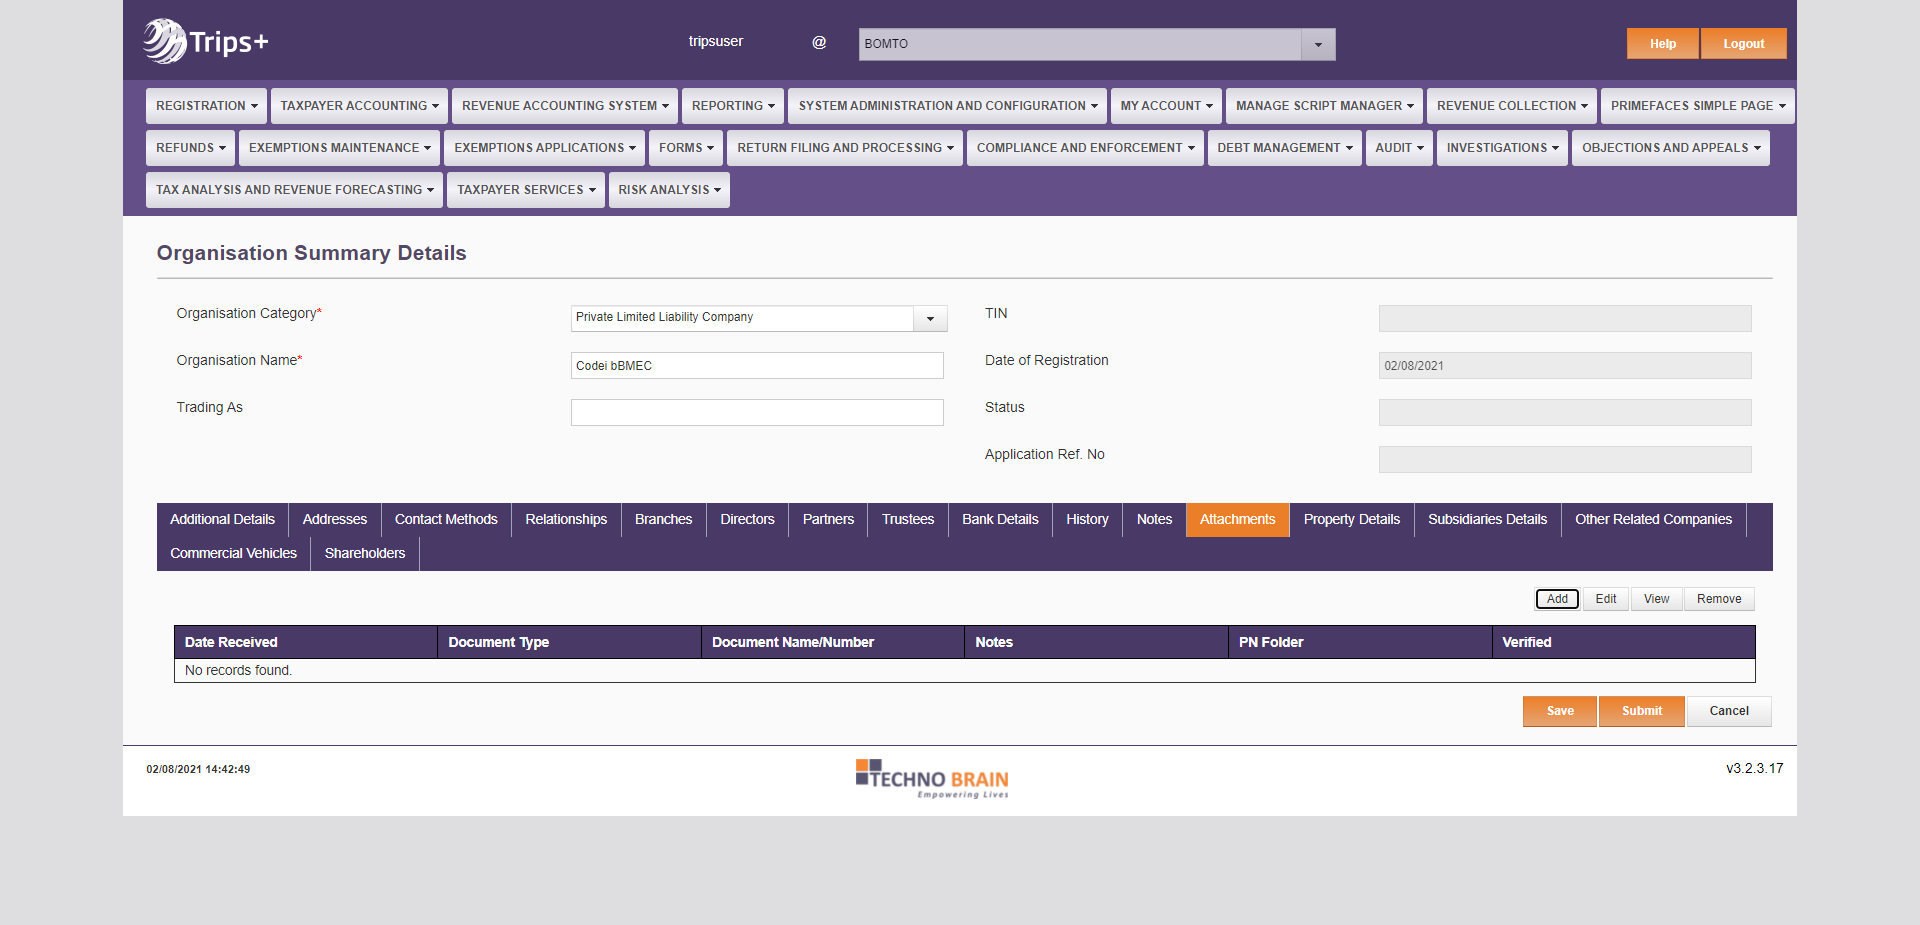 Trips+
tripsuser @ BOMTO Help Logout
REGISTRATION TAXPAYER ACCOUNTING REVENUE ACCOUNTING SYSTEM REPORTING SYSTEM ADMINISTRATION AND CONFIGURATION MY ACCOUNT MANAGE SCRIPT MANAGER REVENUE COLLECTION PRIMEFACES SIMPLE PAGE
REFUNDS EXEMPTIONS MAINTENANCE EXEMPTIONS APPLICATIONS FORMS RETURN FILING AND PROCESSING COMPLIANCE AND ENFORCEMENT DEBT MANAGEMENT AUDIT INVESTIGATIONS OBJECTIONS AND APPEALS
TAX ANALYSIS AND REVENUE FORECASTING TAXPAYER SERVICES RISK ANALYSIS
Organisation Summary Details
Organisation Category* Private Limited Liability Company TIN
Organisation Name* Codei bBMEC Date of Registration 02/08/2021
Trading As Status
Application Ref. No
Additional Details Addresses Contact Methods Relationships Branches Directors Partners Trustees Bank Details History Notes Attachments Property Details Subsidiaries Details Other Related Companies
Commercial Vehicles Shareholders
Add Edit View Remove
Date Received Document Type Document Name/Number Notes PN Folder Verified
No records found.
Save Submit Cancel
02/08/2021 14:42:49 TECHNO BRAIN v3.2.3.17
Empowering Lives